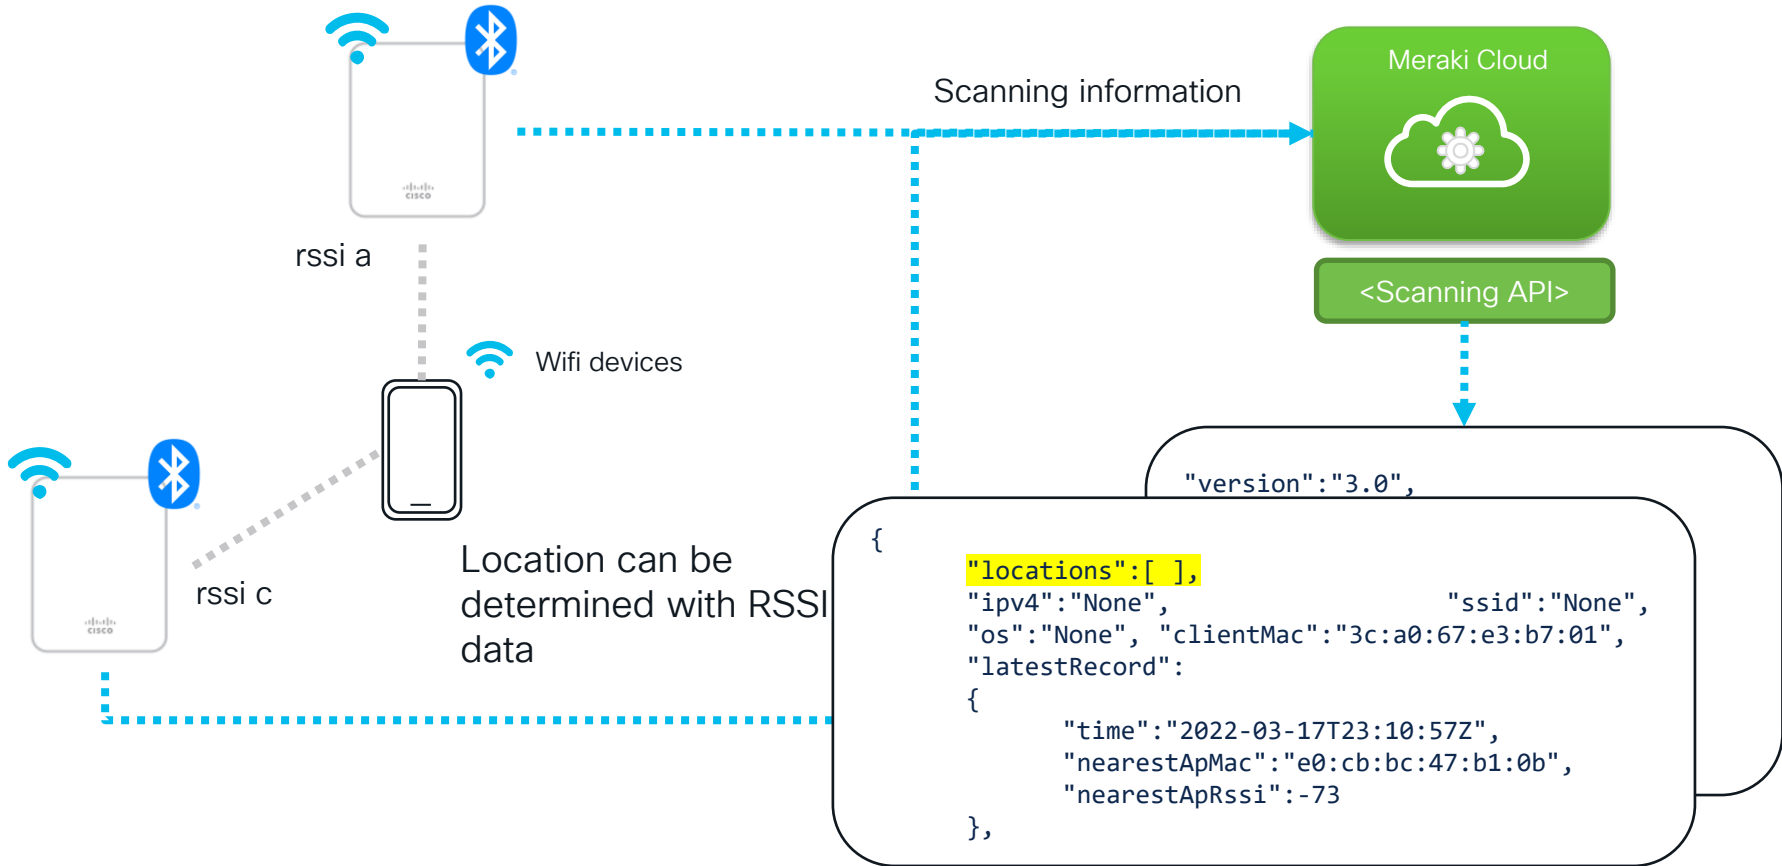 Meraki Cloud
Scanning information
CISCO
rssi a
<Scanning API>
Wifi devices
"version":"3.0",
{
"locations":[ ],
"ipv4":"None", "ssid":"None",
"os":"None", "clientMac":"3c:a0:67:e3:b7:01",
"latestRecord":
{
"time":"2022-03-17T23:10:57Z",
"nearestApMac":"e0:cb:bc:47:b1:0b",
"nearestApRssi":-73
},
Location can be
determined with RSSI
data
rssi c
CISCO